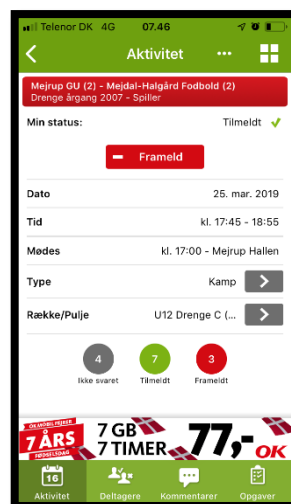 Telenor DK 4G 07.46
Aktivitet
Mejrup GU (2) - Mejdal-Halgård Fodbold (2)
Drenge årgang 2007 - Spiller
Min status: Tilmeldt
Frameld
Dato 25. mar. 2019
Tid kl. 17:45 - 18:55
Mødes kl. 17:00 - Mejrup Hallen
Type Kamp
Række/Pulje U12 Drenge C (...
4 7 3
Ikke svaret Tilmeldt Frameldt
7 ÅRS
FØDSELSDAG
7 GB
7 TIMER
77,-
OK
16
Aktivitet Deltagere Kommentarer Opgaver